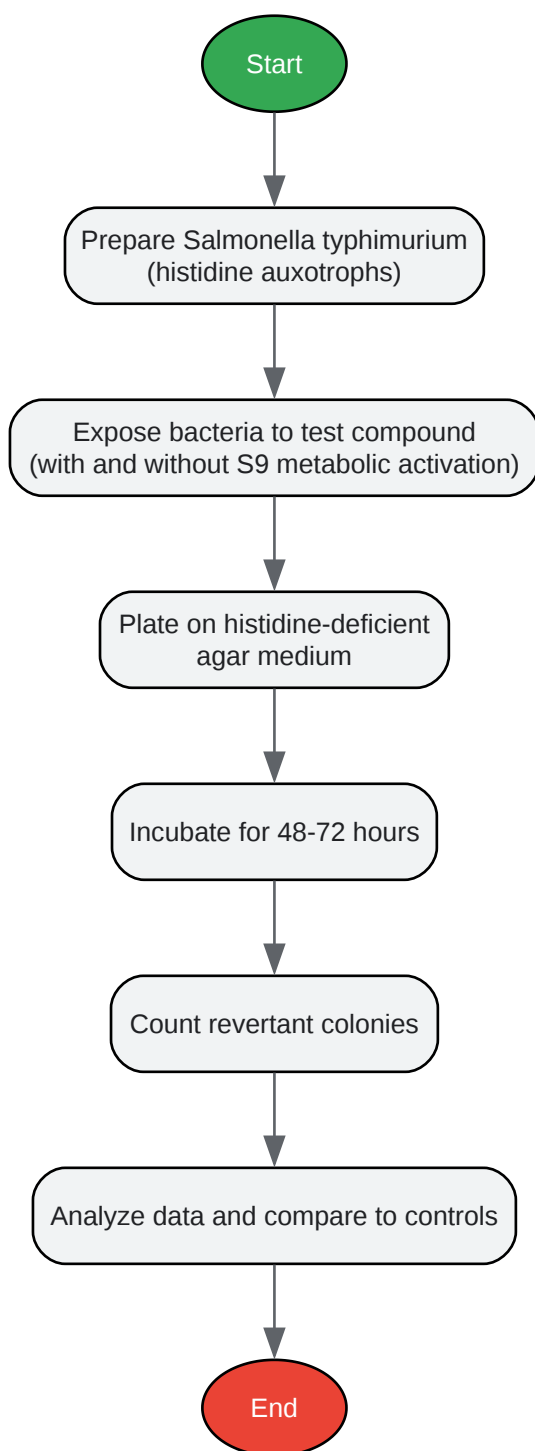 Start
Prepare Salmonella typhimurium
(histidine auxotrophs)
Expose bacteria to test compound
(with and without S9 metabolic activation)
Plate on histidine-deficient
agar medium
Incubate for 48-72 hours
Count revertant colonies
Analyze data and compare to controls
End